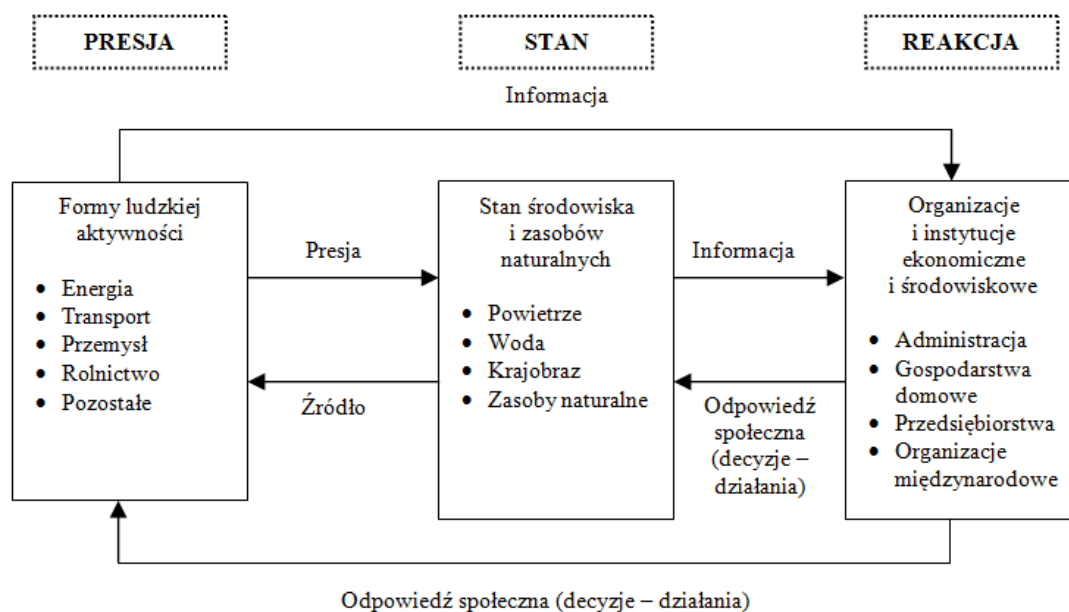 PRESJA
STAN
REAKCJA
Informacja
Formy ludzkiej
aktywności
• Energia
• Transport
• Przemysł
• Rolnictwo
• Pozostałe
Presja
Źródło
Stan środowiska
i zasobów
naturalnych
• Powietrze
• Woda
• Krajobraz
• Zasoby naturalne
Informacja
Odpowiedź
społeczna
(decyzje –
działania)
Organizacje
i instytucje
ekonomiczne
i środowiskowe
• Administracja
• Gospodarstwa
domowe
• Przedsiębiorstwa
• Organizacje
międzynarodowe
Odpowiedź społeczna (decyzje – działania)